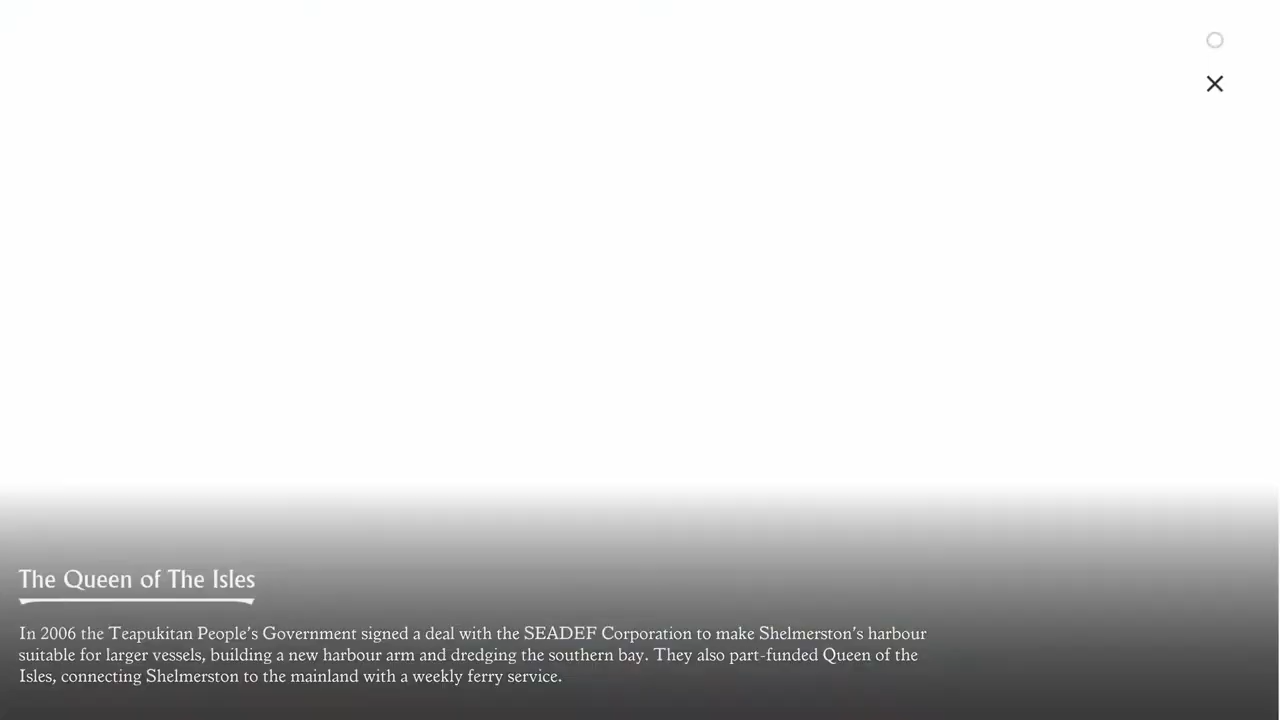 The Queen of The Isles
In 2006 the Teapukitan People's Government signed a deal with the SEADEF Corporation to make Shelmerston's harbour
suitable for larger vessels, building a new harbour arm and dredging the southern bay. They also part-funded Queen of the
Isles, connecting Shelmerston to the mainland with a weekly ferry service.